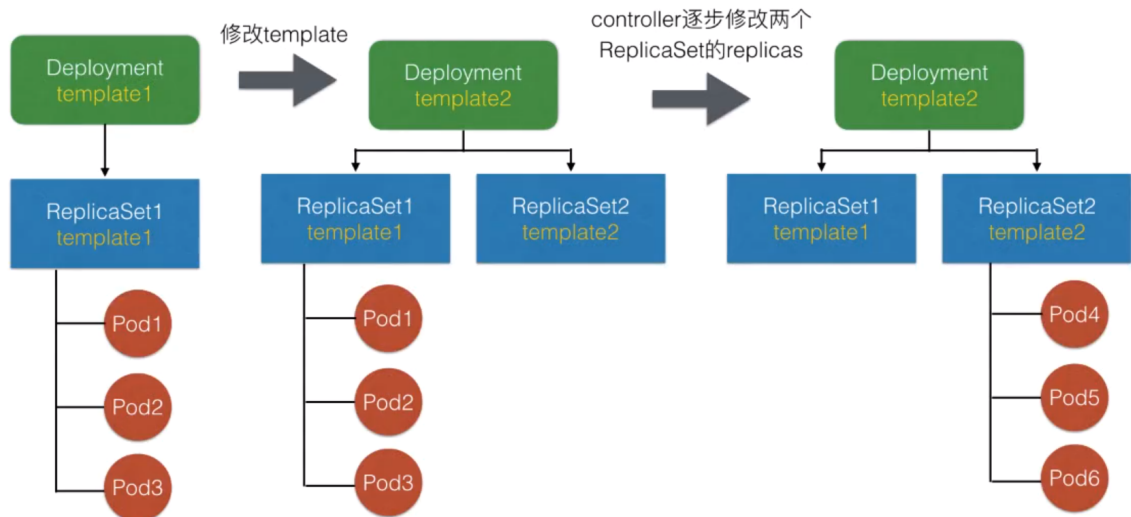 Deployment
template1
ReplicaSet1
template1
Pod1
Pod2
Pod3
修改template
Deployment
template2
ReplicaSet1
template1
ReplicaSet2
template2
Pod1
Pod2
Pod3
controller逐步修改两个
ReplicaSet的replicas
Deployment
template2
ReplicaSet1
template1
ReplicaSet2
template2
Pod4
Pod5
Pod6